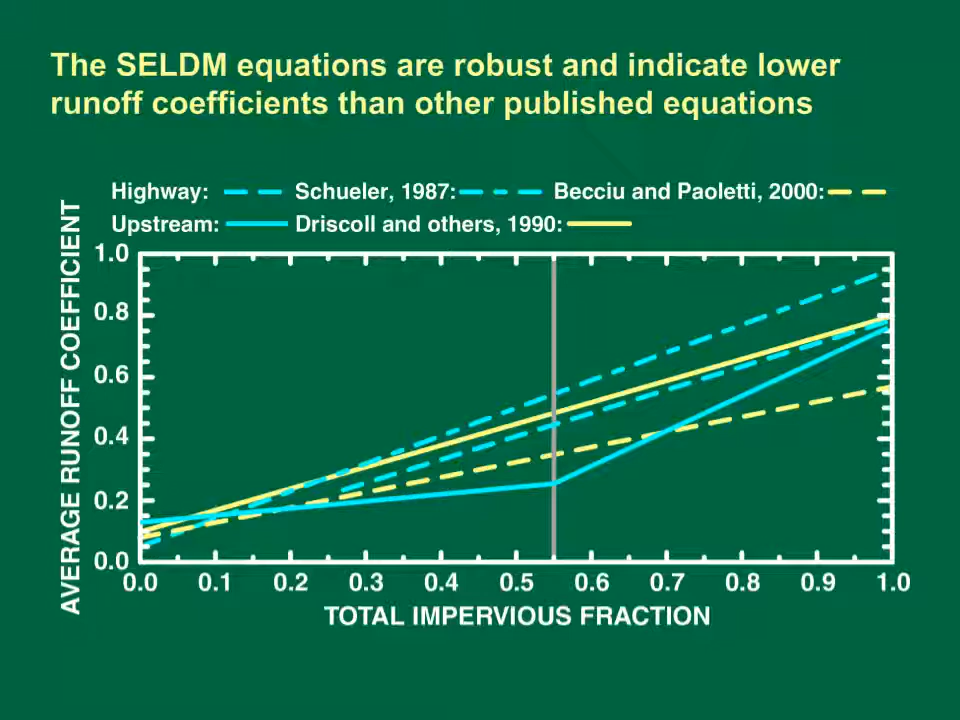 The SELDM equations are robust and indicate lower
runoff coefficients than other published equations
Highway: Schueler, 1987: Becciu and Paoletti, 2000:
Upstream: Driscoll and others, 1990:
AVERAGE RUNOFF COEFFICIENT
1.0
0.8
0.6
0.4
0.2
0.0
0.0 0.1 0.2 0.3 0.4 0.5 0.6 0.7 0.8 0.9 1.0
TOTAL IMPERVIOUS FRACTION